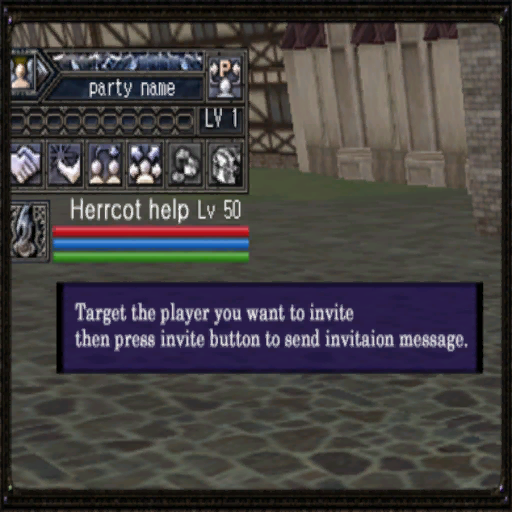 P
party name
LV 1
Herrcot help Lv 50
Target the player you want to invite
then press invite button to send invitaion message.